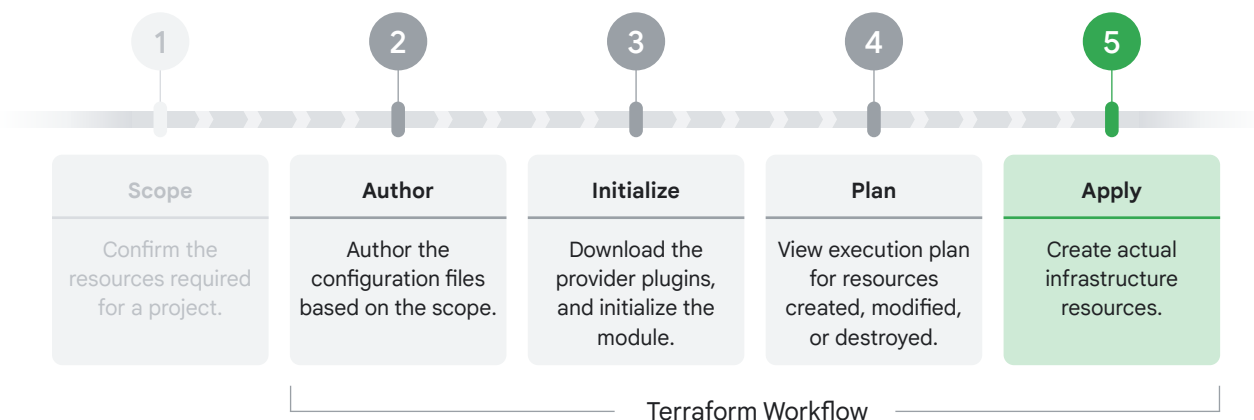 1
2
3
4
5
Scope
Confirm the
resources required
for a project.
Author
Author the
configuration files
based on the scope.
Initialize
Download the
provider plugins,
and initialize the
module.
Plan
View execution plan
for resources
created, modified,
or destroyed.
Apply
Create actual
infrastructure
resources.
Terraform Workflow